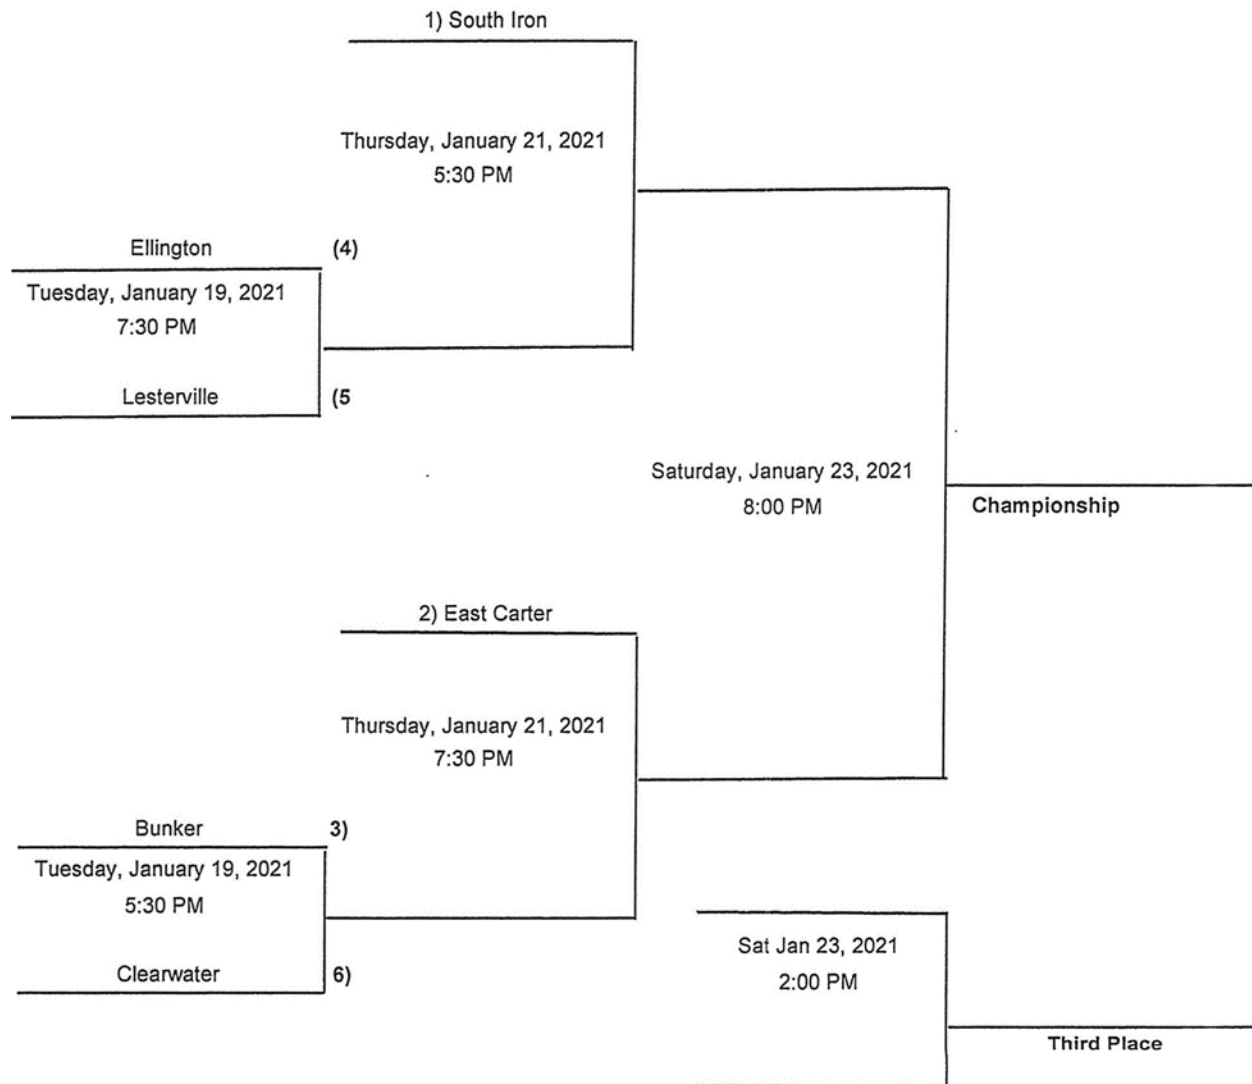 1) South Iron
Thursday, January 21, 2021
5:30 PM
Ellington (4)
Tuesday, January 19, 2021
7:30 PM
Lesterville (5
Saturday, January 23, 2021
8:00 PM
Championship
2) East Carter
Thursday, January 21, 2021
7:30 PM
Bunker 3)
Tuesday, January 19, 2021
5:30 PM
Clearwater 6)
Sat Jan 23, 2021
2:00 PM
Third Place